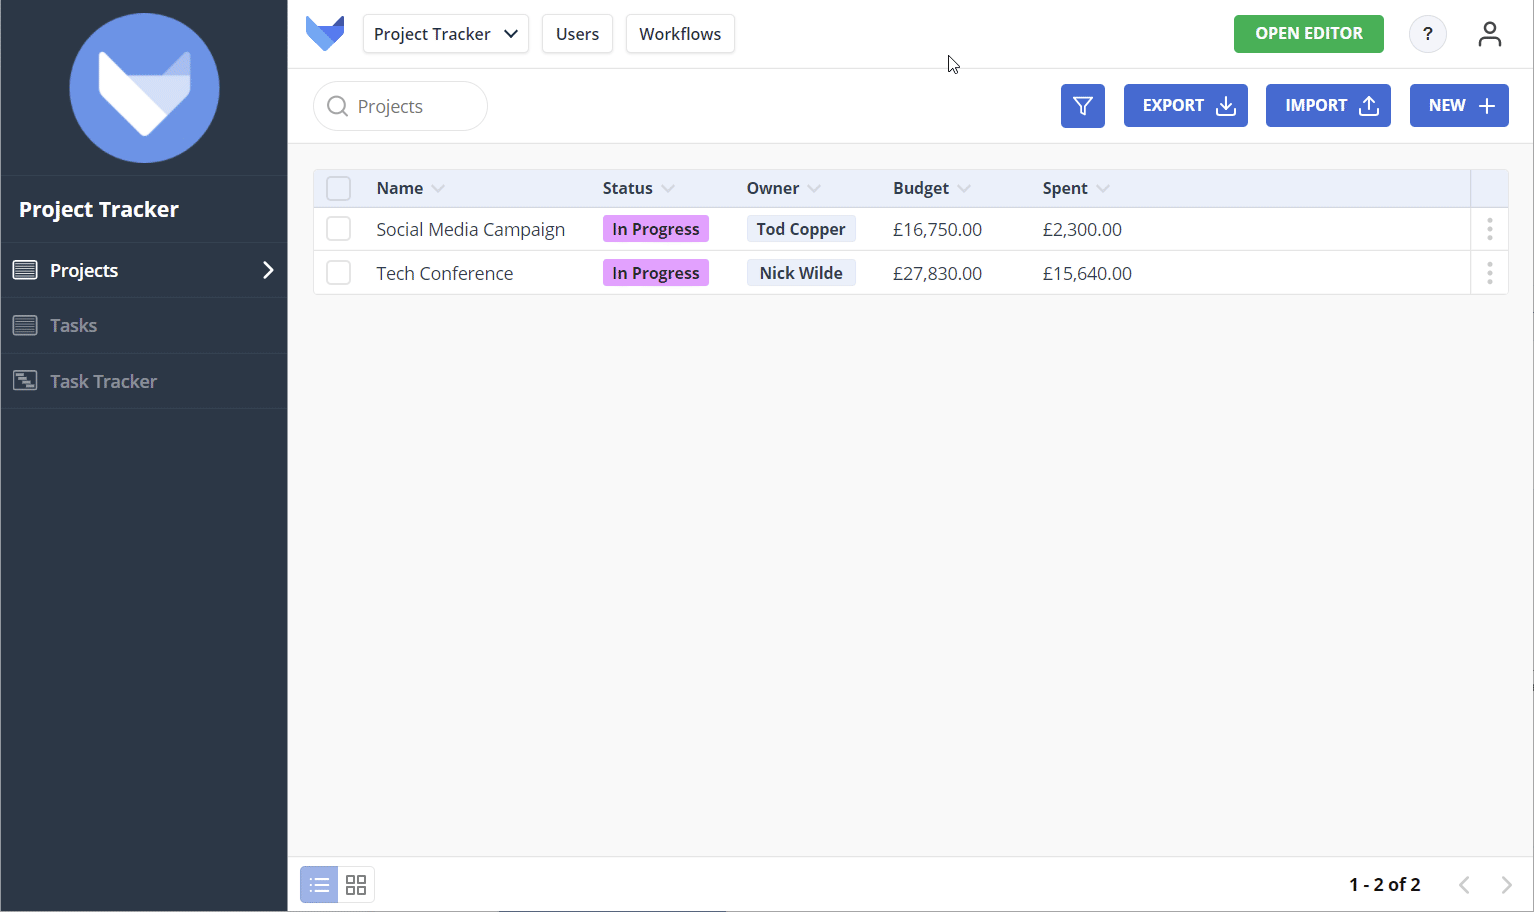 Project Tracker Users Workflows OPEN EDITOR ?
Projects EXPORT IMPORT NEW
Project Tracker
Projects
Tasks
Task Tracker
Name Status Owner Budget Spent
Social Media Campaign In Progress Tod Copper £16,750.00 £2,300.00
Tech Conference In Progress Nick Wilde £27,830.00 £15,640.00
1 - 2 of 2